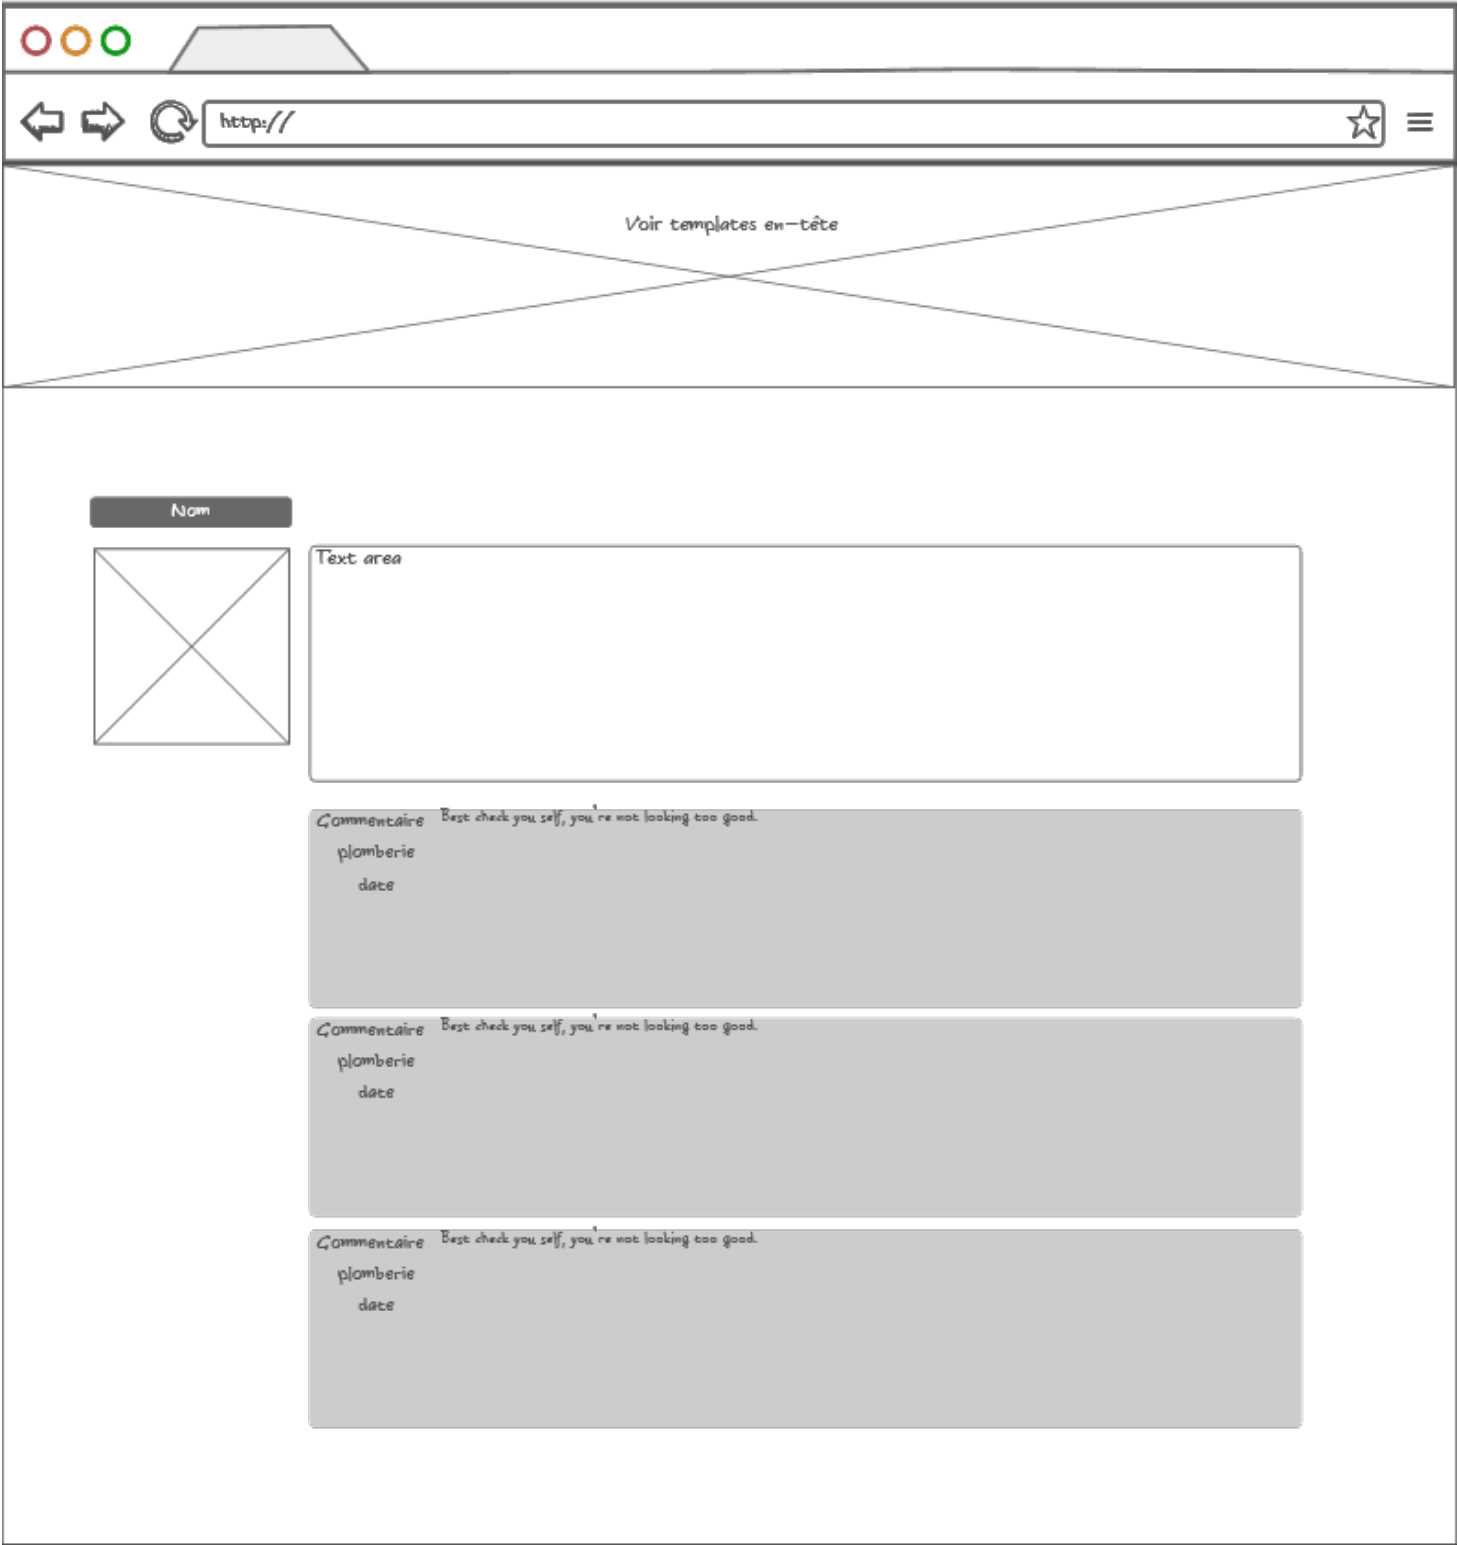 http://
Voir templates en-tête
Nom
Text area
Commentaire Best check you self, you're not looking too good.
plomberie
date
Commentaire Best check you self, you're not looking too good.
plomberie
date
Commentaire Best check you self, you're not looking too good.
plomberie
date